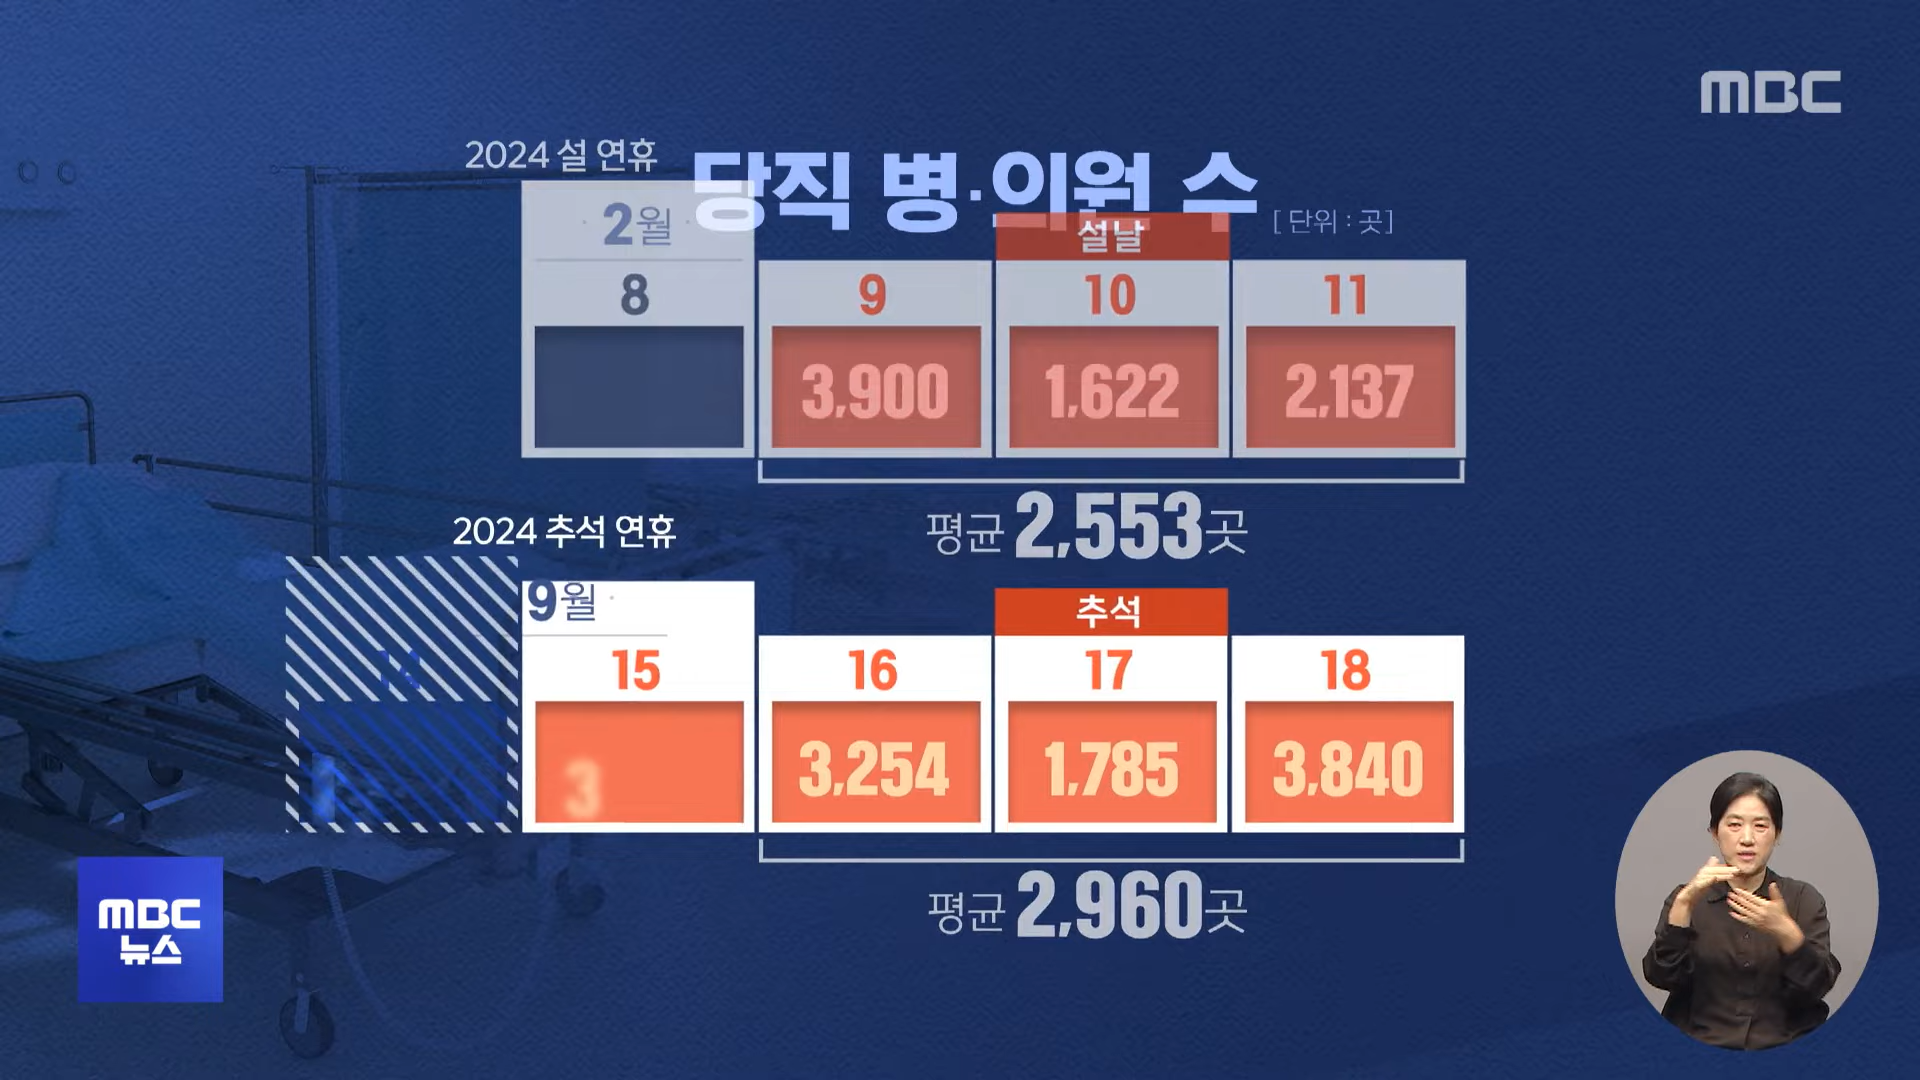 MBC
2024 설 연휴
당직 병·의원 스
[단위 : 곳]
2월
설날
8 9 10 11
3,900 1,622 2,137
평균 2,553곳
2024 추석 연휴
9월
추석
14 15 16 17 18
3 3,254 1,785 3,840
평균 2,960곳
MBC
뉴스